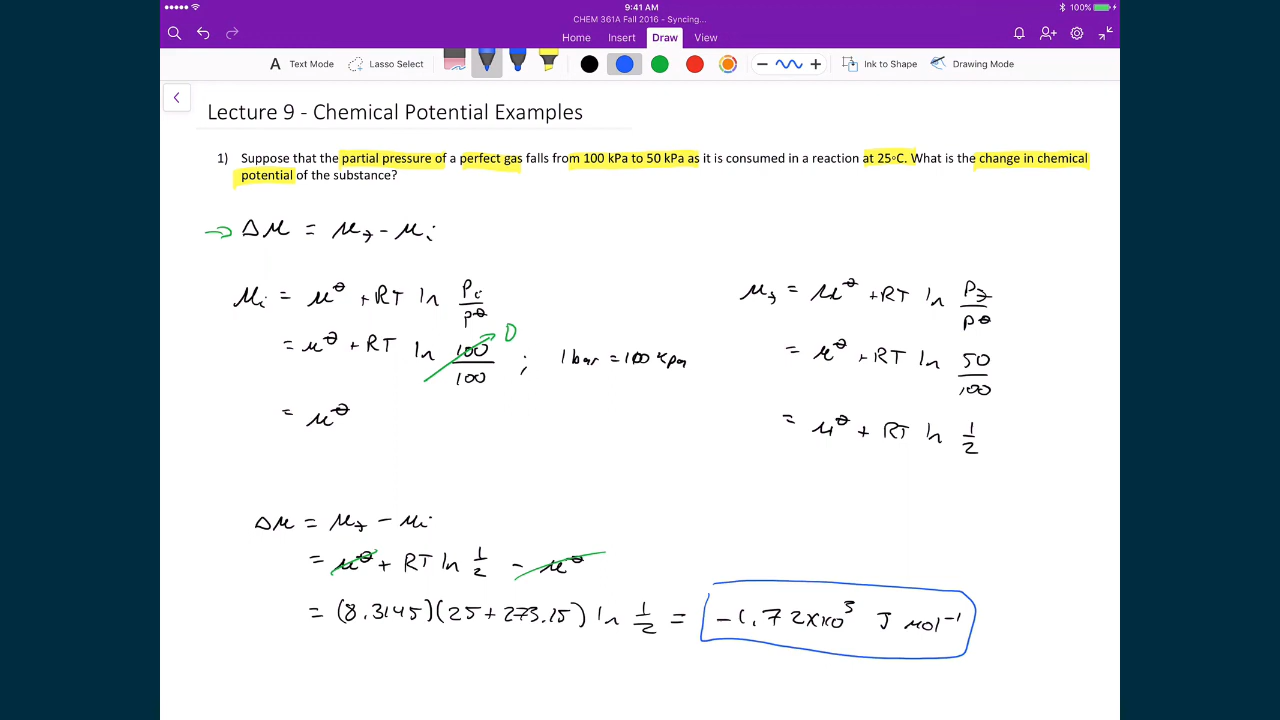 9:41 AM
100%
CHEM 361A Fall 2016 - Syncing...
Home Insert Draw View
A Text Mode Lasso Select Ink to Shape Drawing Mode
Lecture 9 - Chemical Potential Examples
1) Suppose that the partial pressure of a perfect gas falls from 100 kPa to 50 kPa as it is consumed in a reaction at 25◦C. What is the change in chemical
potential of the substance?
→ Δμ = μf - μi
μi = μ^θ + RT ln Pi/P^θ
= μ^θ + RT ln 100/100 0 ; 1 bar = 100 kPa
= μ^θ
μf = μ^θ + RT ln Pf/P^θ
= μ^θ + RT ln 50/100
= μ^θ + RT ln 1/2
Δμ = μf - μi
= μ^θ + RT ln 1/2 - μ^θ
= (8.3145)(25+273.15) ln 1/2 = -1.72x10^3 J mol^-1